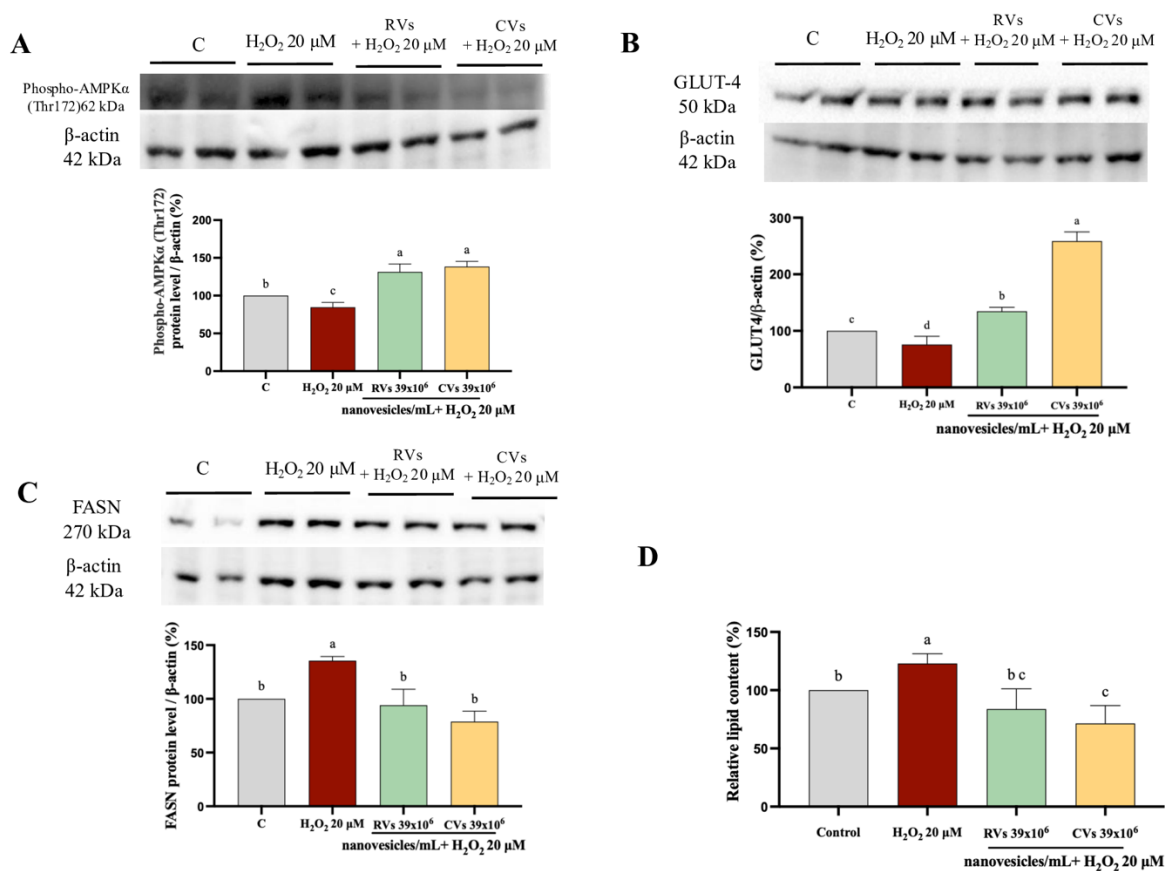 A
C
H₂O₂ 20 μM
RVs
+ H₂O₂ 20 μM
CVs
+ H₂O₂ 20 μM
Phospho-AMPKα
(Thr172)62 kDa
β-actin
42 kDa
Phospho-AMPKα (Thr172)
protein level / β-actin (%)
200
150
100
50
0
b
c
a
a
C
H₂O₂ 20 μM
RVs 39x10⁶
CVs 39x10⁶
nanovesicles/mL+ H₂O₂ 20 μM
B
C
H₂O₂ 20 μM
RVs
+ H₂O₂ 20 μM
CVs
+ H₂O₂ 20 μM
GLUT-4
50 kDa
β-actin
42 kDa
GLUT4/β-actin (%)
300
200
100
0
c
d
b
a
C
H₂O₂ 20 μM
RVs 39x10⁶
CVs 39x10⁶
nanovesicles/mL+ H₂O₂ 20 μM
C
C
H₂O₂ 20 μM
RVs
+ H₂O₂ 20 μM
CVs
+ H₂O₂ 20 μM
FASN
270 kDa
β-actin
42 kDa
FASN protein level / β-actin (%)
150
100
50
0
b
a
b
b
C
H₂O₂ 20 μM
RVs 39x10⁶
CVs 39x10⁶
nanovesicles/mL+ H₂O₂ 20 μM
D
Relative lipid content (%)
150
100
50
0
b
a
b c
c
Control
H₂O₂ 20 μM
RVs 39x10⁶
CVs 39x10⁶
nanovesicles/mL+ H₂O₂ 20 μM